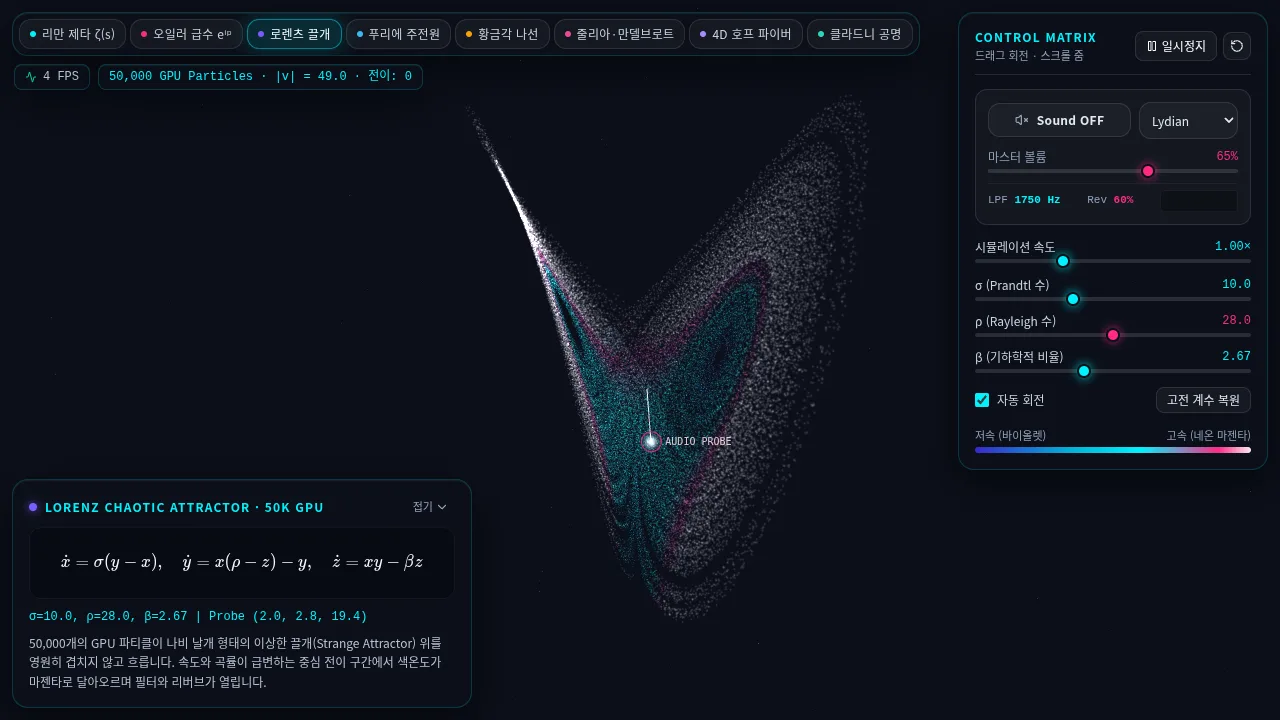 리만 제타 ζ(s)
오일러 급수 eⁱᵖ
로렌츠 끌개
푸리에 주전원
황금각 나선
줄리아·만델브로트
4D 호프 파이버
클라드니 공명
4 FPS
50,000 GPU Particles · |v| = 49.0 · 전이: 0
CONTROL MATRIX
드래그 회전 · 스크롤 줌
일시정지
Sound OFF
Lydian
마스터 볼륨 65%
LPF 1750 Hz Rev 60%
시뮬레이션 속도 1.00×
σ (Prandtl 수) 10.0
ρ (Rayleigh 수) 28.0
β (기하학적 비율) 2.67
자동 회전
고전 계수 복원
저속 (바이올렛) 고속 (네온 마젠타)
AUDIO PROBE
LORENZ CHAOTIC ATTRACTOR · 50K GPU
접기
ẋ = σ(y − x), ẏ = x(ρ − z) − y, ż = xy − βz
σ=10.0, ρ=28.0, β=2.67 | Probe (2.0, 2.8, 19.4)
50,000개의 GPU 파티클이 나비 날개 형태의 이상한 끌개(Strange Attractor) 위를
영원히 겹치지 않고 흐릅니다. 속도와 곡률이 급변하는 중심 전이 구간에서 색온도가
마젠타로 달아오르며 필터와 리버브가 열립니다.